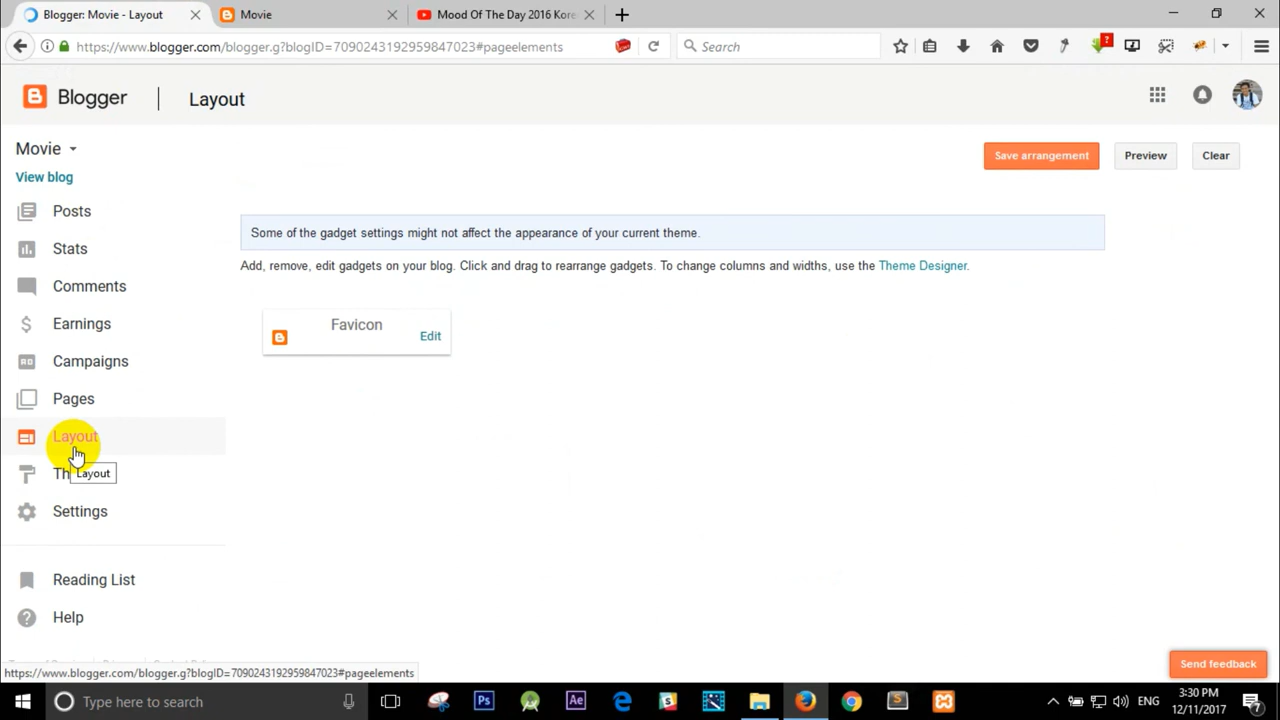 Blogger: Movie - Layout
Movie
Mood Of The Day 2016 Kore
https://www.blogger.com/blogger.g?blogID=7090243192959847023#pageelements
Search
?
Blogger
Layout
Movie
View blog
Save arrangement
Preview
Clear
Posts
Stats
Comments
Earnings
Campaigns
Pages
Layout
Th
Layout
Settings
Reading List
Help
Some of the gadget settings might not affect the appearance of your current theme.
Add, remove, edit gadgets on your blog. Click and drag to rearrange gadgets. To change columns and widths, use the Theme Designer.
Favicon
Edit
Send feedback
https://www.blogger.com/blogger.g?blogID=7090243192959847023#pageelements
Type here to search
Ps
Ae
S
ENG
3:30 PM
12/11/2017
7